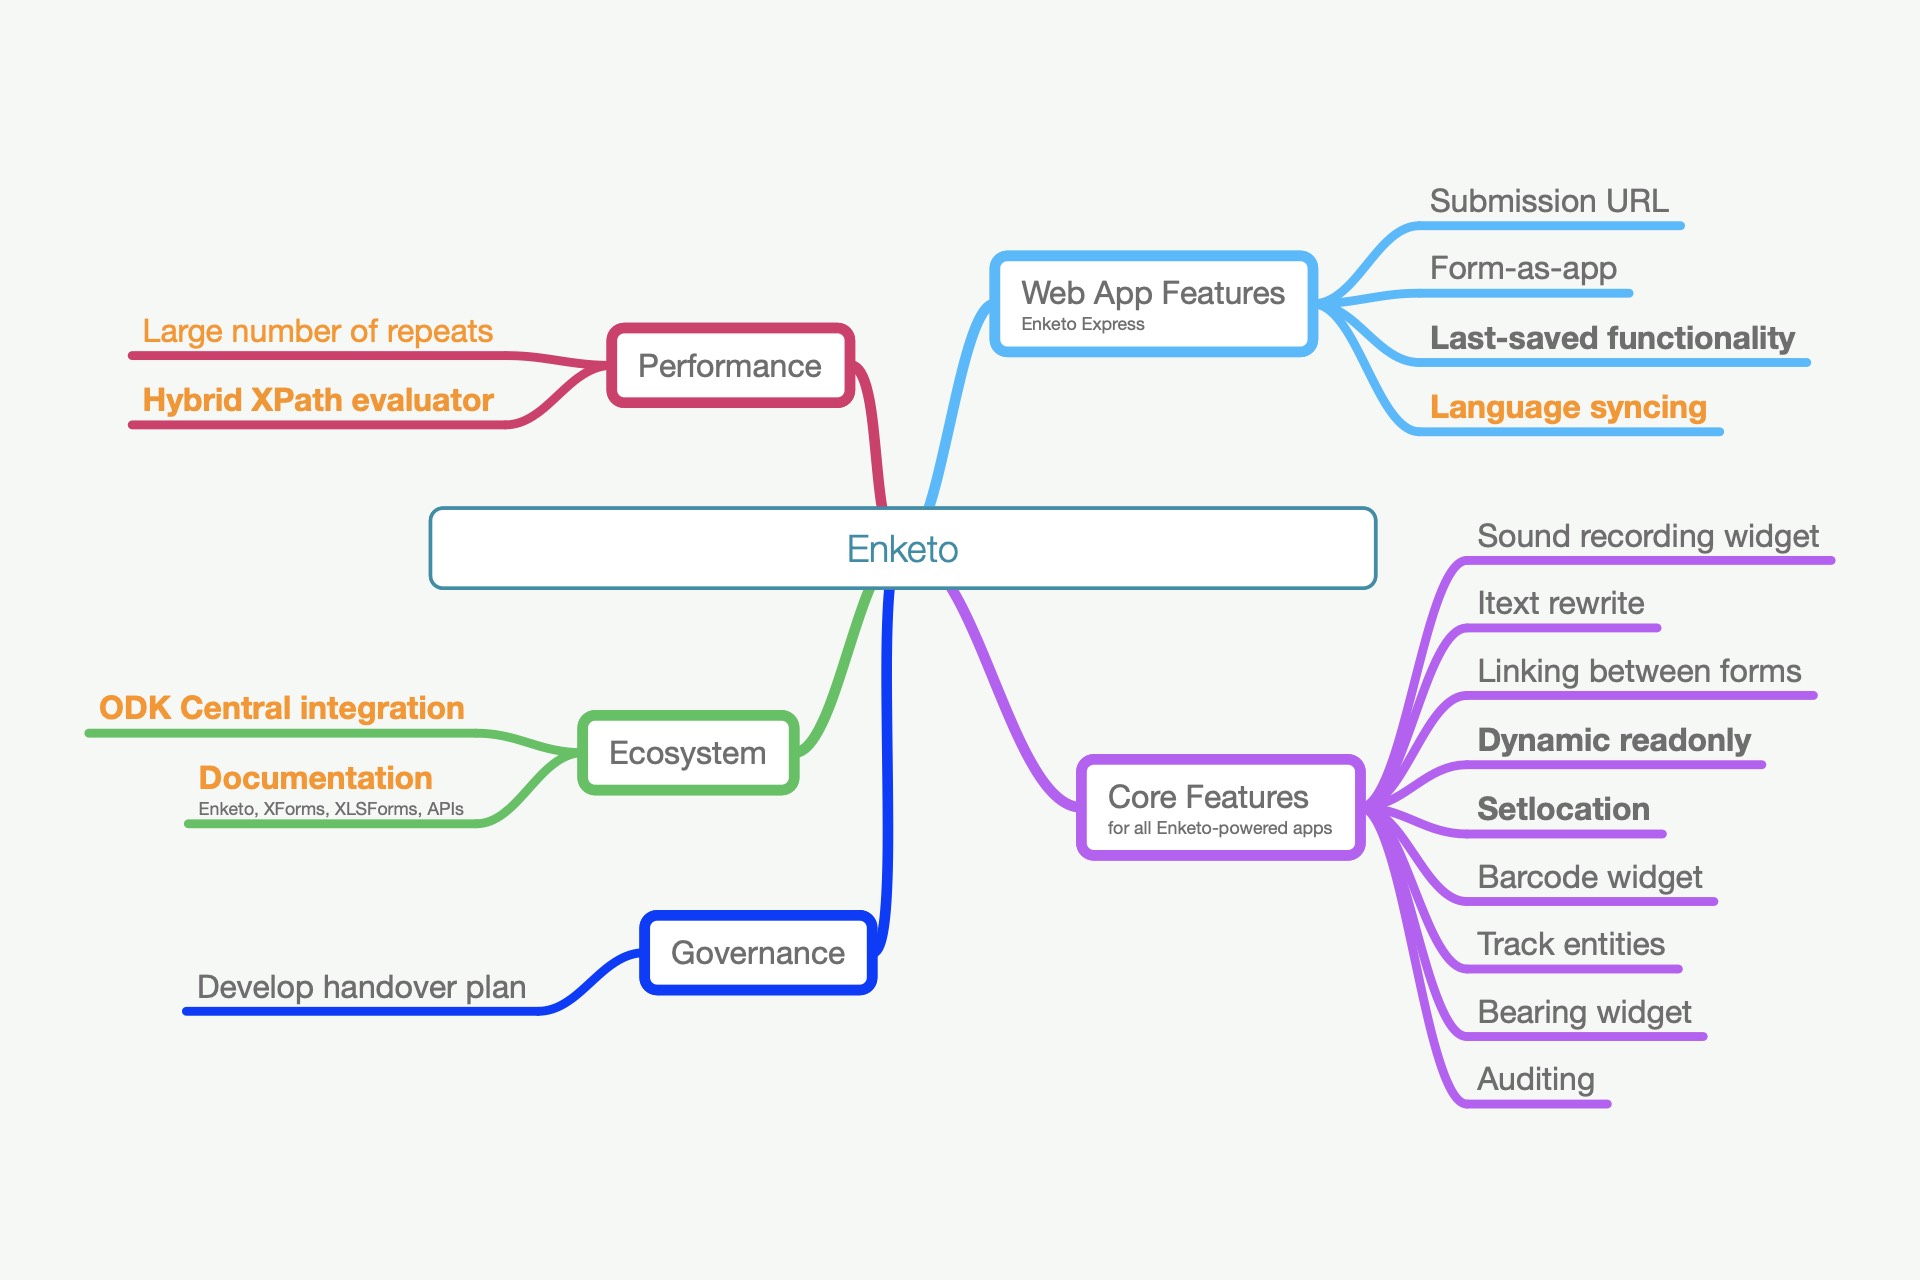 Enketo
Web App Features
Enketo Express
Submission URL
Form-as-app
Last-saved functionality
Language syncing
Core Features
for all Enketo-powered apps
Sound recording widget
Itext rewrite
Linking between forms
Dynamic readonly
Setlocation
Barcode widget
Track entities
Bearing widget
Auditing
Performance
Large number of repeats
Hybrid XPath evaluator
Ecosystem
ODK Central integration
Documentation
Enketo, XForms, XLSForms, APIs
Governance
Develop handover plan